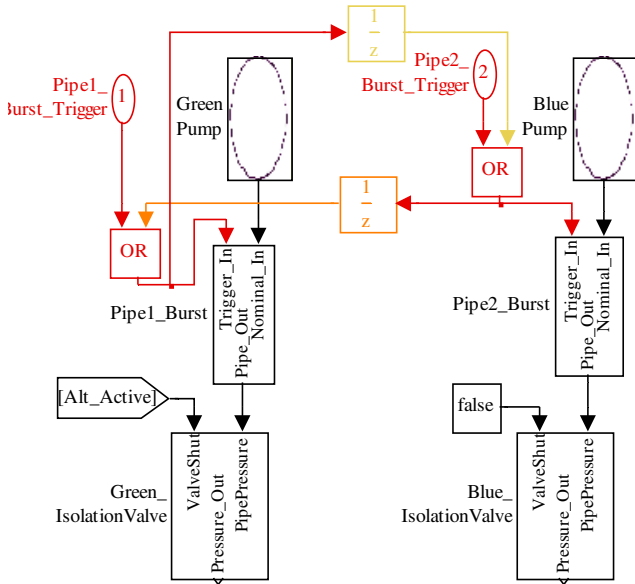 1
z
Pipe1_
Burst_Trigger
1
Green
Pump
Pipe2_
Burst_Trigger
2
Blue
Pump
OR
1
z
OR
Trigger_In
Pipe_Out
Nominal_In
Pipe1_Burst
Trigger_In
Pipe_Out
Nominal_In
Pipe2_Burst
[Alt_Active]
false
ValveShut
Pressure_Out
PipePressure
Green_
IsolationValve
ValveShut
Pressure_Out
PipePressure
Blue_
IsolationValve